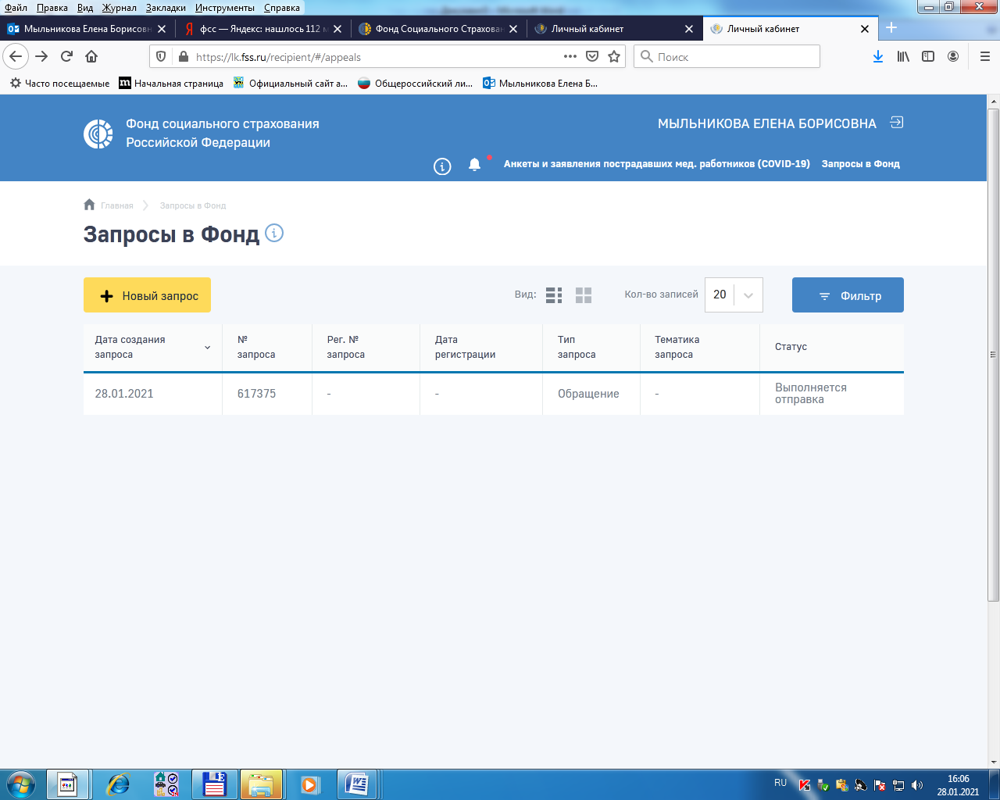 Файл Правка Вид Журнал Закладки Инструменты Справка
Мыльникова Елена Борисовн
фсс — Яндекс: нашлось 112 м
Фонд Социального Страхован
Личный кабинет
Личный кабинет
https://lk.fss.ru/recipient/#/appeals
Поиск
Часто посещаемые
Начальная страница
Официальный сайт а...
Общероссийский ли...
Мыльникова Елена Б...
Фонд социального страхования
Российской Федерации
МЫЛЬНИКОВА ЕЛЕНА БОРИСОВНА
Анкеты и заявления пострадавших мед. работников (COVID-19) Запросы в Фонд
Главная Запросы в Фонд
Запросы в Фонд
Новый запрос
Вид:
Кол-во записей
20
Фильтр
Дата создания запроса
№ запроса
Рег. № запроса
Дата регистрации
Тип запроса
Тематика запроса
Статус
28.01.2021 617375 - - Обращение - Выполняется отправка
RU
16:06
28.01.2021